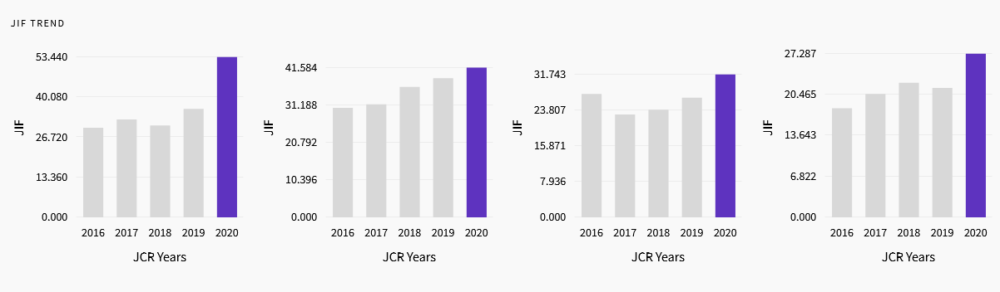 JIF TREND
53.440
40.080
26.720
13.360
0.000
JIF
2016 2017 2018 2019 2020
JCR Years
41.584
31.188
20.792
10.396
0.000
JIF
2016 2017 2018 2019 2020
JCR Years
31.743
23.807
15.871
7.936
0.000
JIF
2016 2017 2018 2019 2020
JCR Years
27.287
20.465
13.643
6.822
0.000
JIF
2016 2017 2018 2019 2020
JCR Years